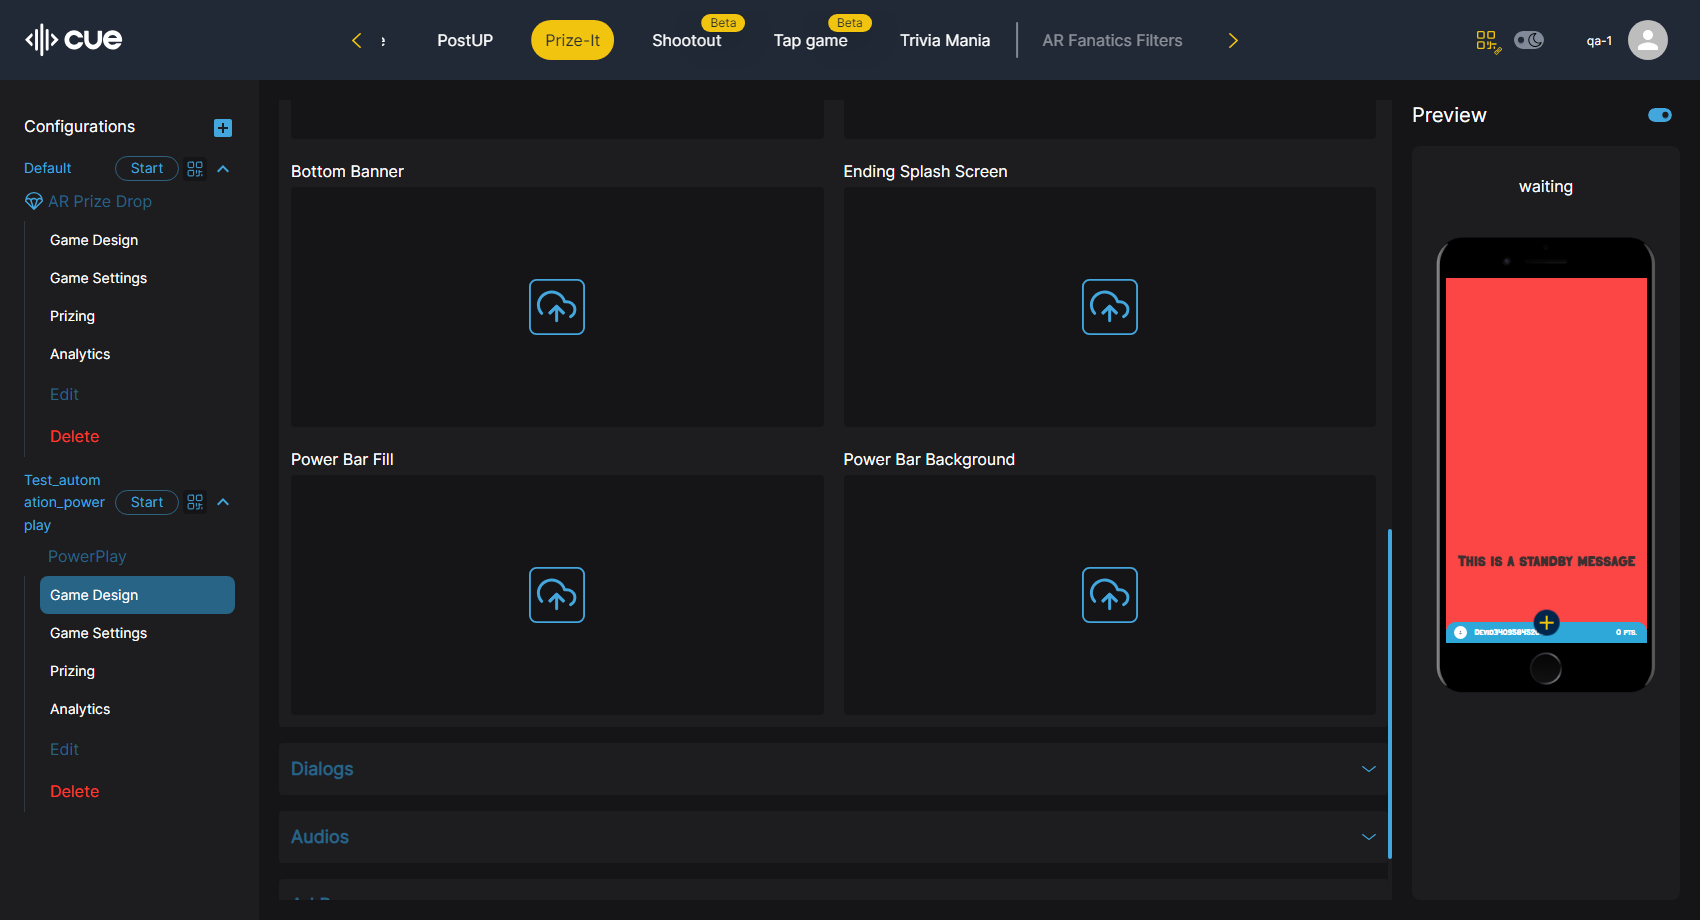 cue
PostUP
Prize-It
Beta
Shootout
Beta
Tap game
Trivia Mania
AR Fanatics Filters
qa-1
Configurations
Default
Start
AR Prize Drop
Game Design
Game Settings
Prizing
Analytics
Edit
Delete
Test_autom
ation_power
play
Start
PowerPlay
Game Design
Game Settings
Prizing
Analytics
Edit
Delete
Bottom Banner
Ending Splash Screen
Power Bar Fill
Power Bar Background
Dialogs
Audios
Preview
waiting
This is a standby message
0 pts.